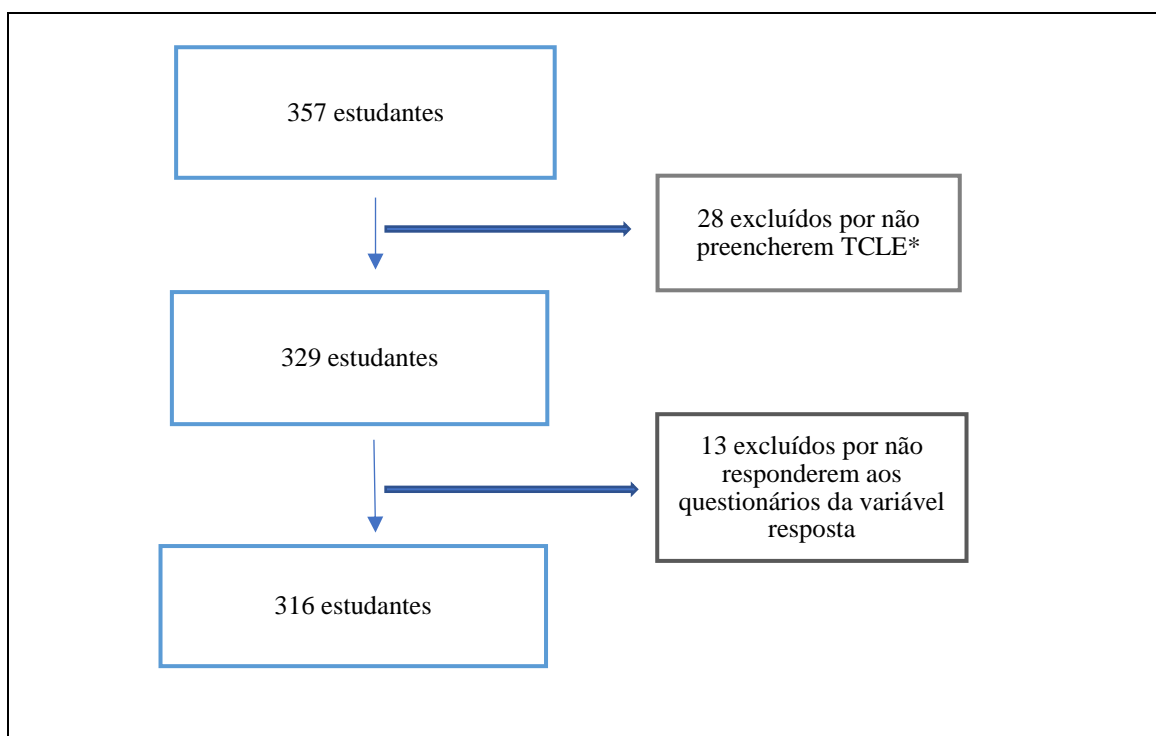 357 estudantes
28 excluídos por não
preencherem TCLE*
329 estudantes
13 excluídos por não
responderem aos
questionários da variável
resposta
316 estudantes